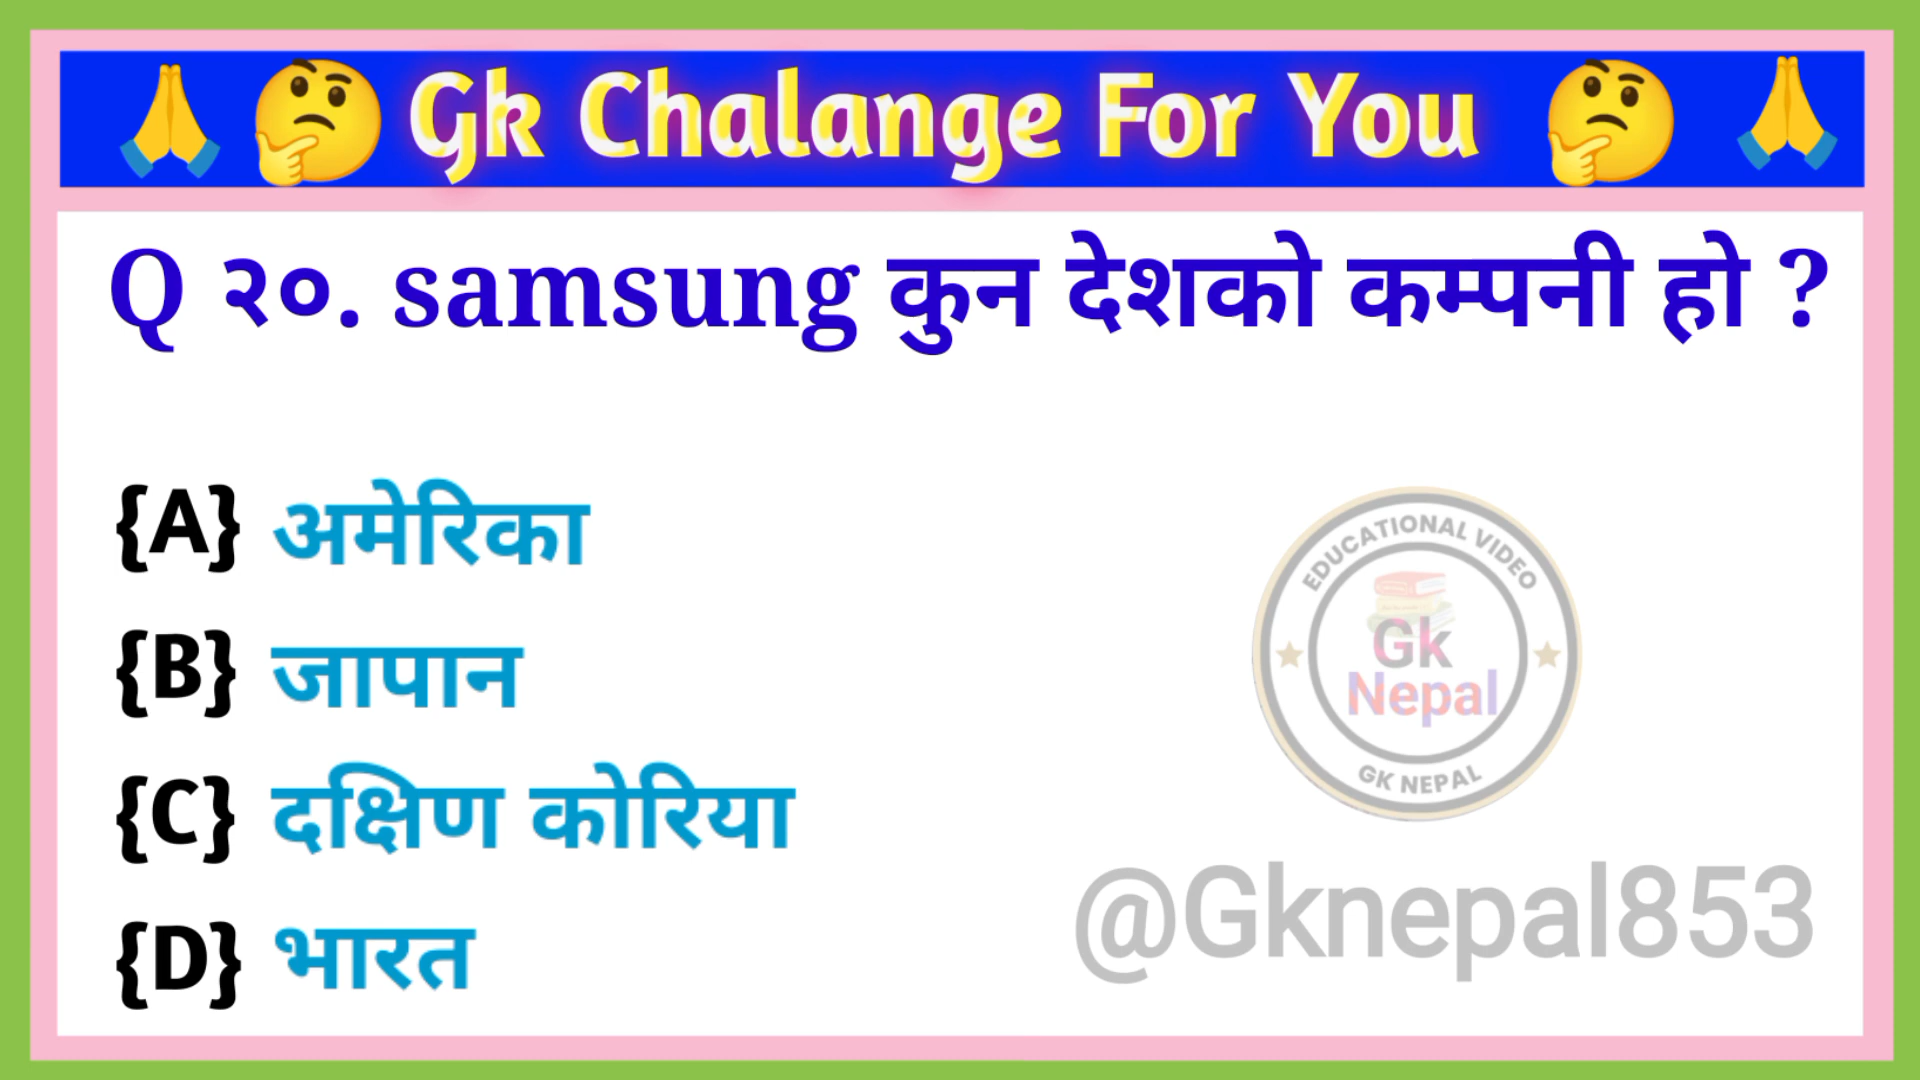 Gk Chalange For You
Q २०. samsung कुन देशको कम्पनी हो ?
{A} अमेरिका
{B} जापान
{C} दक्षिण कोरिया
{D} भारत
EDUCATIONAL VIDEO
Gk
Nepal
GK NEPAL
@Gknepal853